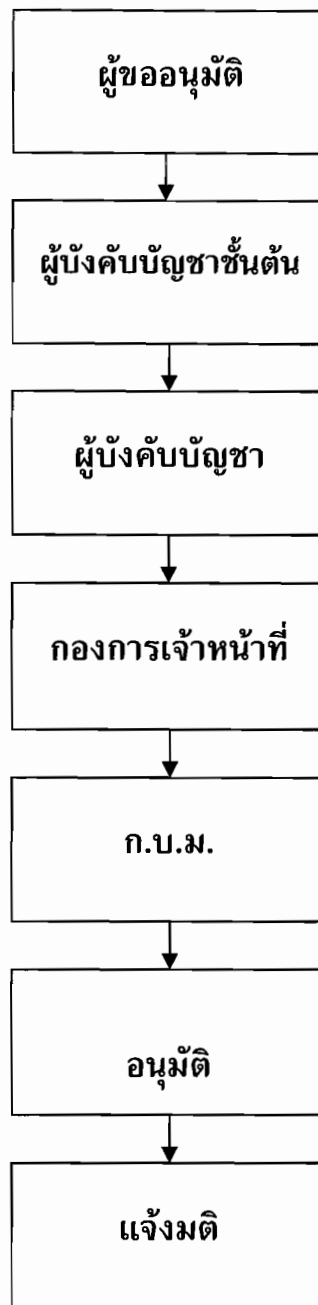 ผู้ขออนุมัติ
ผู้บังคับบัญชาชั้นต้น
ผู้บังคับบัญชา
กองการเจ้าหน้าที่
ก.บ.ม.
อนุมัติ
แจ้งมติ